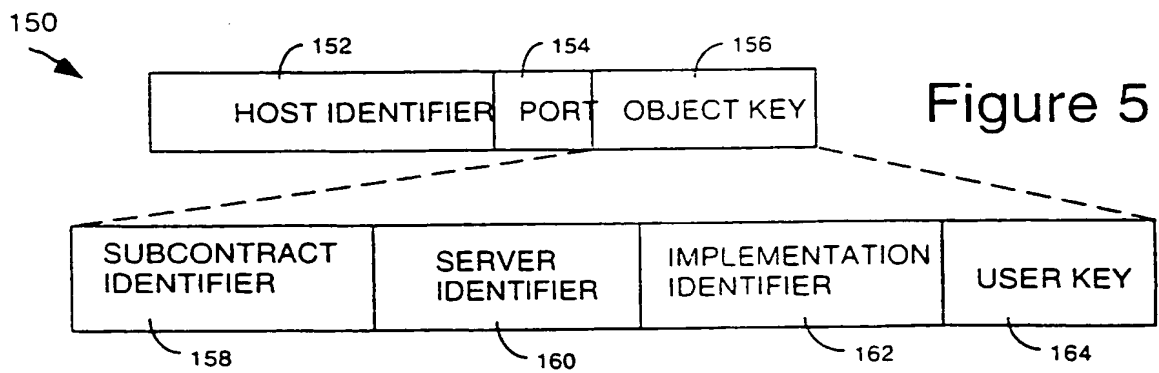 150
152
154
156
HOST IDENTIFIER
PORT
OBJECT KEY
Figure 5
SUBCONTRACT
IDENTIFIER
SERVER
IDENTIFIER
IMPLEMENTATION
IDENTIFIER
USER KEY
158
160
162
164